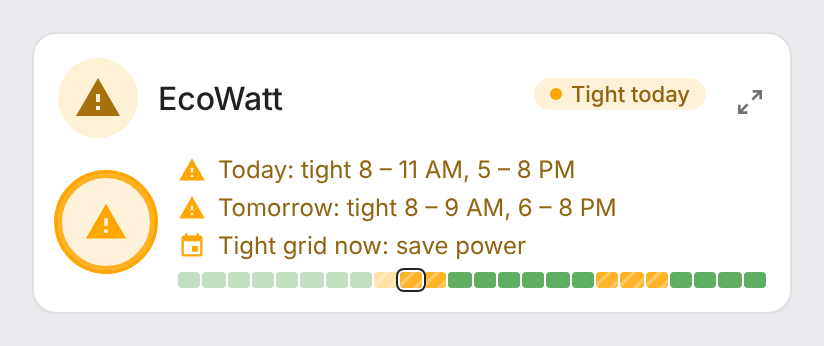 EcoWatt
Tight today
Today: tight 8 – 11 AM, 5 – 8 PM
Tomorrow: tight 8 – 9 AM, 6 – 8 PM
Tight grid now: save power